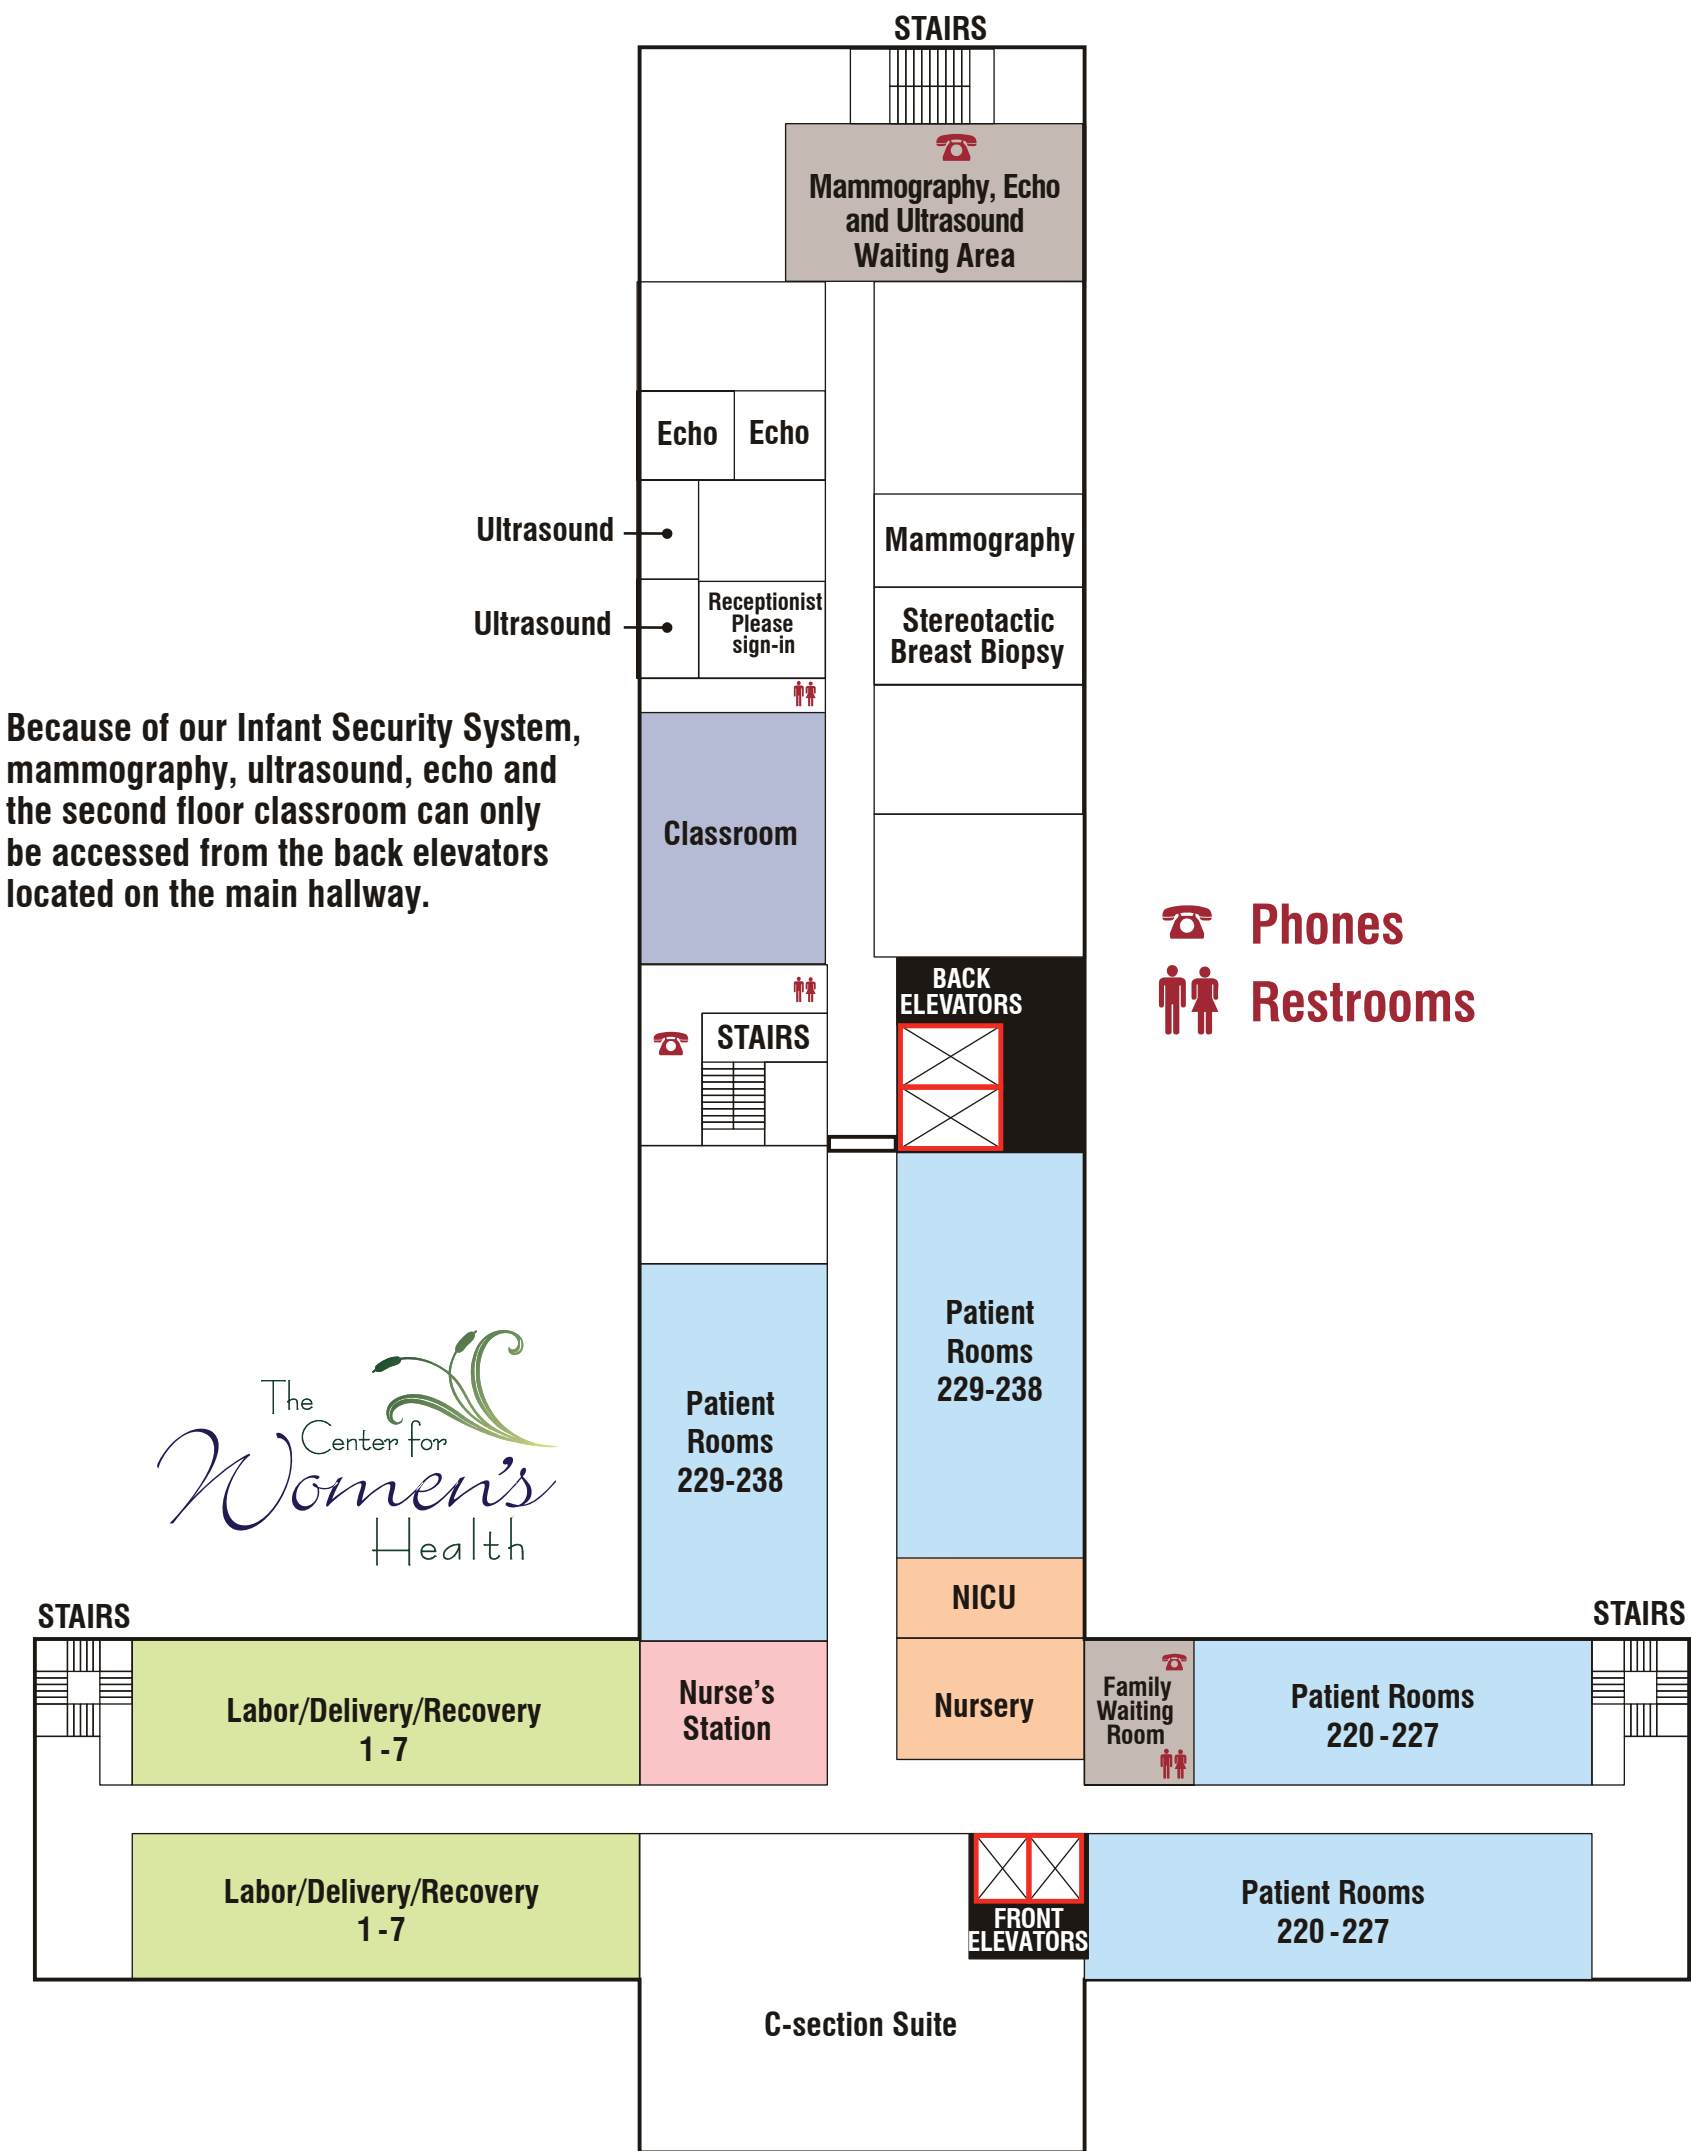 STAIRS
Mammography, Echo
and Ultrasound
Waiting Area
Echo
Echo
Ultrasound
Mammography
Ultrasound
Receptionist
Please
sign-in
Stereotactic
Breast Biopsy
Because of our Infant Security System,
mammography, ultrasound, echo and
the second floor classroom can only
be accessed from the back elevators
located on the main hallway.
Classroom
Phones
Restrooms
BACK
ELEVATORS
STAIRS
Patient
Rooms
229-238
Patient
Rooms
229-238
The
Center for
Women's
Health
NICU
STAIRS
STAIRS
Labor/Delivery/Recovery
1-7
Nurse's
Station
Nursery
Family
Waiting
Room
Patient Rooms
220-227
Labor/Delivery/Recovery
1-7
FRONT
ELEVATORS
Patient Rooms
220-227
C-section Suite